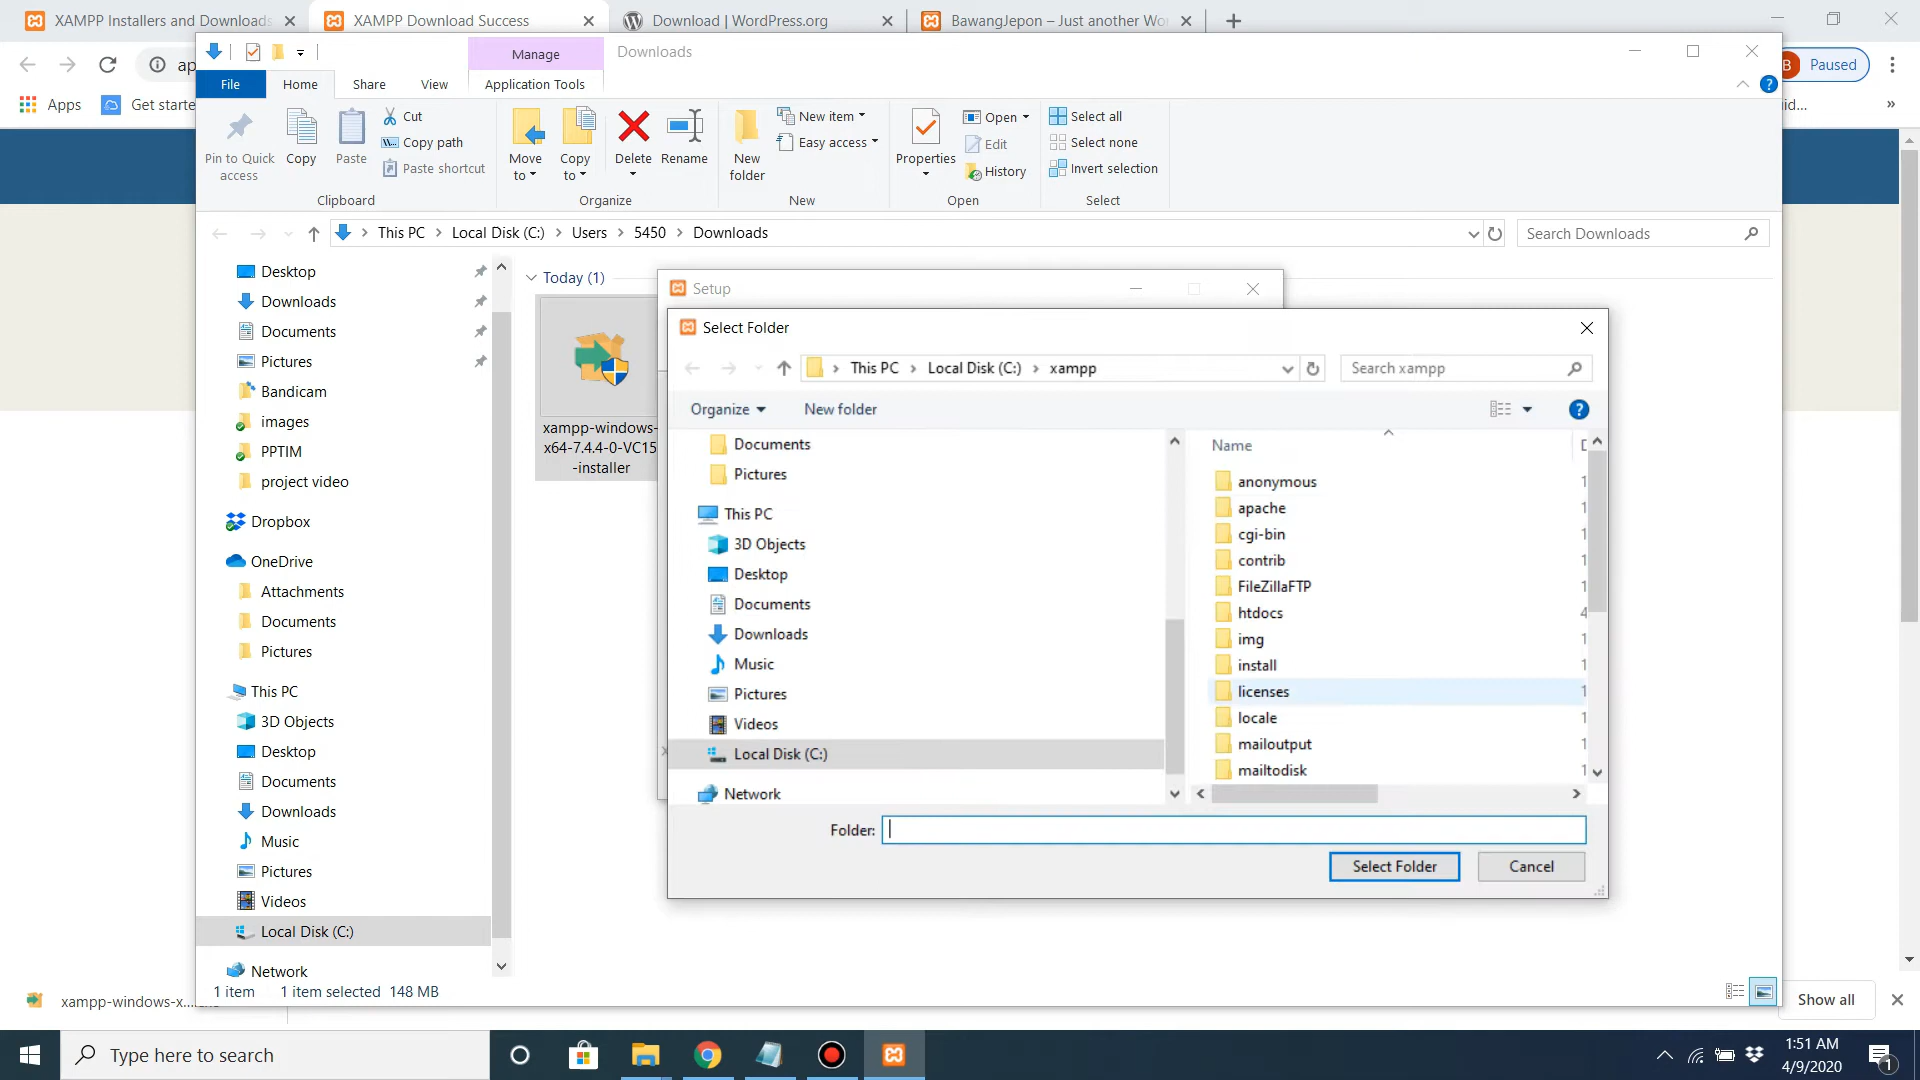 XAMPP Installers and Downloads
XAMPP Download Success
Download | WordPress.org
BawangJepon – Just another Wo
ap
B
Paused
Apps
Get starte
Manage
Downloads
File
Home
Share
View
Application Tools
Pin to Quick
access
Copy
Paste
Cut
Copy path
Paste shortcut
Clipboard
Move
to
Copy
to
Delete
Rename
Organize
New
folder
New item
Easy access
New
Properties
Open
Edit
History
Open
Select all
Select none
Invert selection
Select
This PC
Local Disk (C:)
Users
5450
Downloads
Search Downloads
Desktop
Downloads
Documents
Pictures
Bandicam
images
PPTIM
project video
Dropbox
OneDrive
Attachments
Documents
Pictures
This PC
3D Objects
Desktop
Documents
Downloads
Music
Pictures
Videos
Local Disk (C:)
Network
Today (1)
xampp-windows-
x64-7.4.4-0-VC15
-installer
Setup
Select Folder
This PC
Local Disk (C:)
xampp
Search xampp
Organize
New folder
Documents
Pictures
This PC
3D Objects
Desktop
Documents
Downloads
Music
Pictures
Videos
Local Disk (C:)
Network
Name
anonymous
apache
cgi-bin
contrib
FileZillaFTP
htdocs
img
install
licenses
locale
mailoutput
mailtodisk
Folder:
Select Folder
Cancel
1 item
1 item selected
148 MB
xampp-windows-x...
Show all
Type here to search
1:51 AM
4/9/2020
1